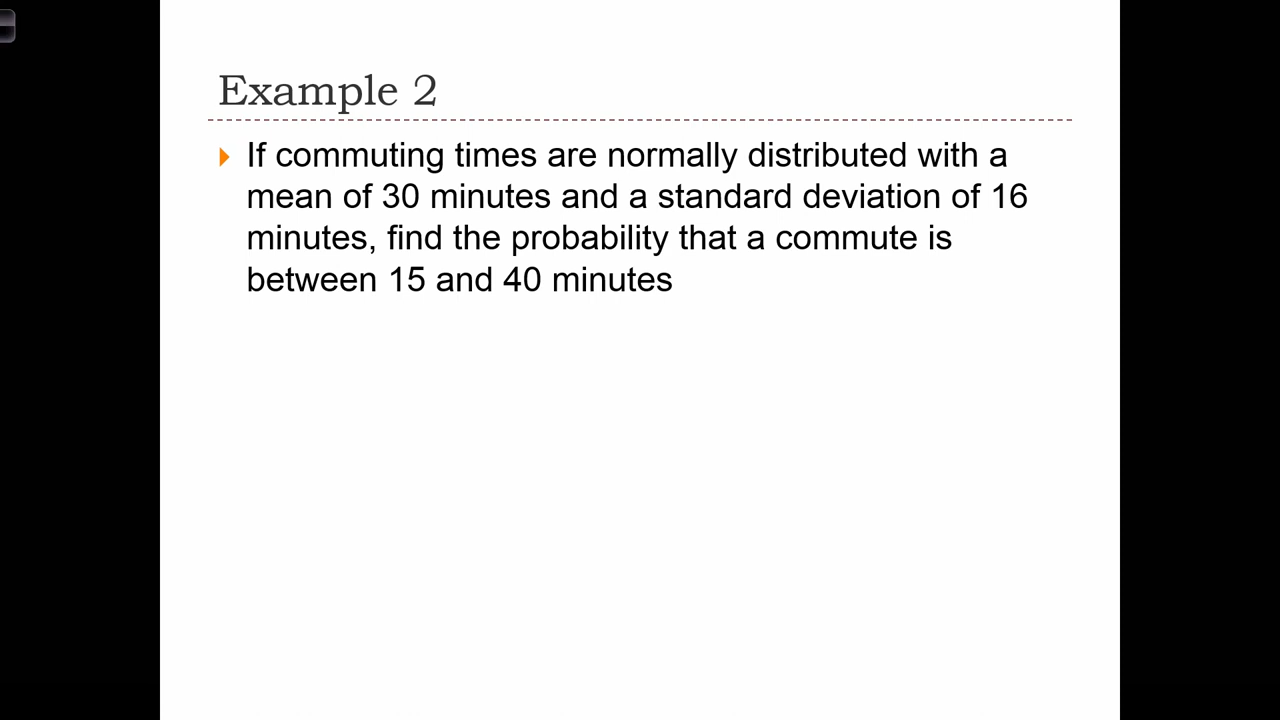 Example 2
If commuting times are normally distributed with a
mean of 30 minutes and a standard deviation of 16
minutes, find the probability that a commute is
between 15 and 40 minutes